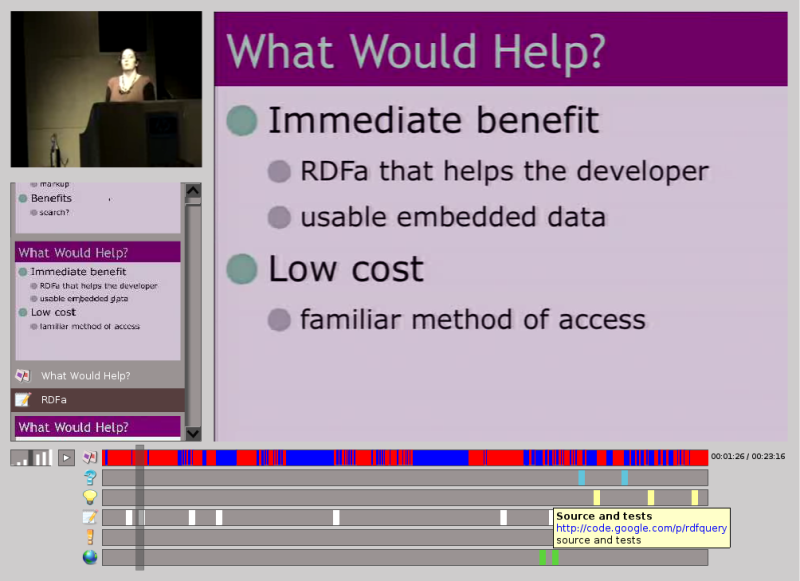 What Would Help?
Immediate benefit
RDFa that helps the developer
usable embedded data
Low cost
familiar method of access
markup
Benefits
search?
What Would Help?
Immediate benefit
RDFa that helps the developer
usable embedded data
Low cost
familiar method of access
What Would Help?
RDFa
What Would Help?
00:01:26 / 00:23:16
Source and tests
http://code.google.com/p/rdfquery
source and tests